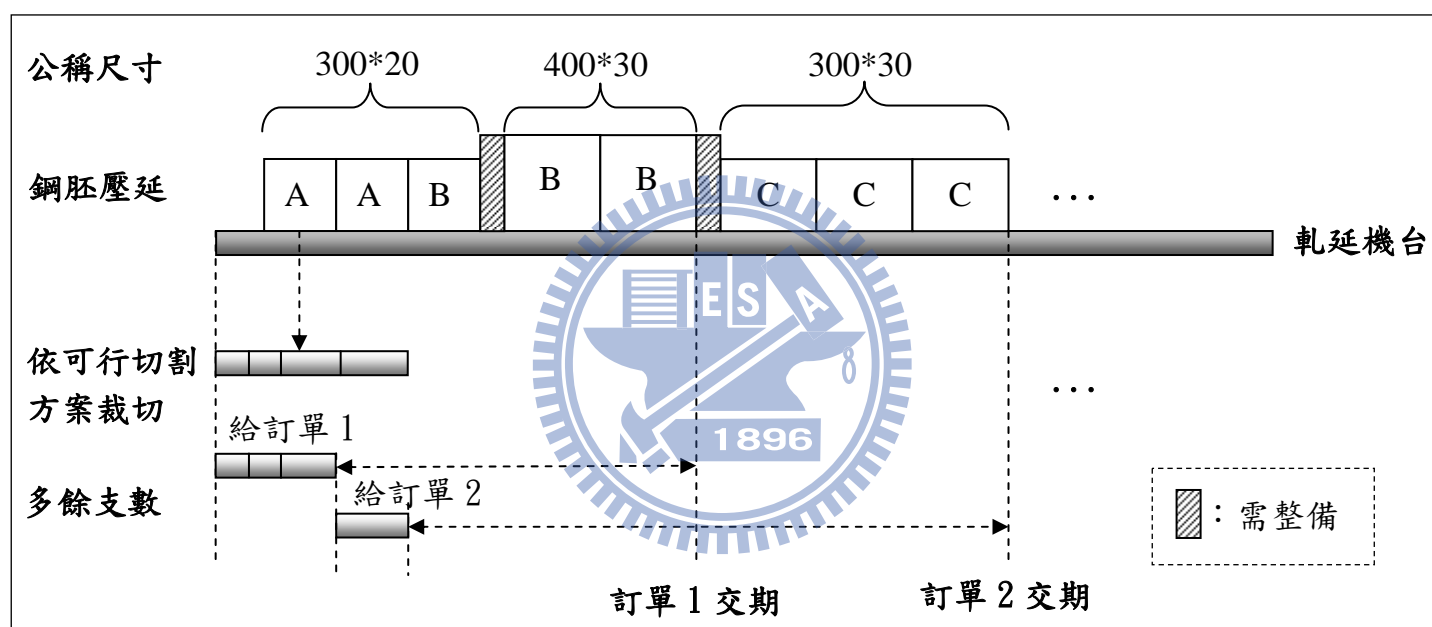 公稱尺寸 300*20 400*30 300*30
鋼胚壓延 A A B B B C C C ...
軋延機台
依可行切割
方案裁切
...
給訂單 1
多餘支數
給訂單 2
：需整備
訂單 1 交期 訂單 2 交期
E S A
8
1896